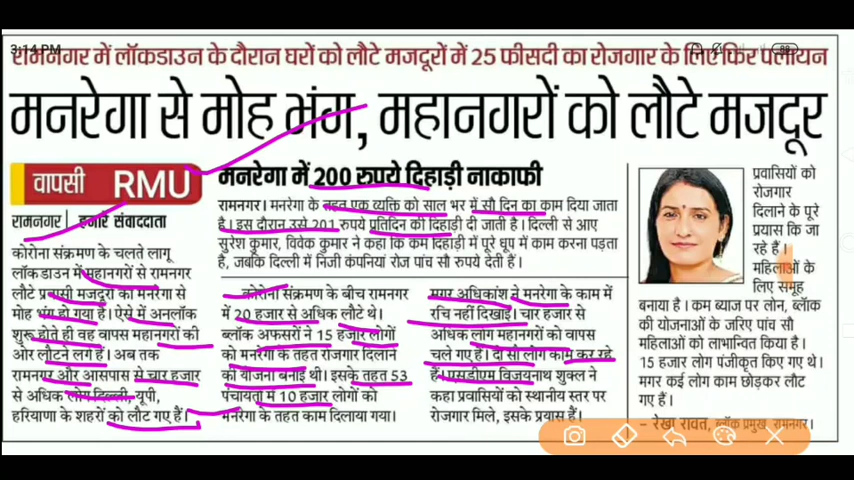 3:14 PM
88
रामनगर में लॉकडाउन के दौरान घरों को लौटे मजदूरों में 25 फीसदी का रोजगार के लिए फिर पलायन
मनरेगा से मोह भंग, महानगरों को लौटे मजदूर
वापसी RMU
रामनगर | हमारे संवाददाता
कोरोना संक्रमण के चलते लागू
लॉकडाउन में महानगरों से रामनगर
लौटे प्रवासी मजदूरों का मनरेगा से
मोह भंग हो गया है। ऐसे में अनलॉक
शुरू होते ही वह वापस महानगरों की
ओर लौटने लगे हैं। अब तक
रामनगर और आसपास से चार हजार
से अधिक लोग दिल्ली, यूपी,
हरियाणा के शहरों को लौट गए हैं।
मनरेगा में 200 रुपये दिहाड़ी नाकाफी
रामनगर। मनरेगा के तहत एक व्यक्ति को साल भर में सौ दिन का काम दिया जाता
है। इस दौरान उसे 201 रुपये प्रतिदिन की दिहाड़ी दी जाती है। दिल्ली से आए
सुरेश कुमार, विवेक कुमार ने कहा कि कम दिहाड़ी में पूरे धूप में काम करना पड़ता
है, जबकि दिल्ली में निजी कंपनियां रोज पांच सौ रुपये देती हैं।
कोरोना संक्रमण के बीच रामनगर
में 20 हजार से अधिक लौटे थे।
ब्लॉक अफसरों ने 15 हजार लोगों
को मनरेगा के तहत रोजगार दिलाने
की योजना बनाई थी। इसके तहत 53
पंचायतों में 10 हजार लोगों को
मनरेगा के तहत काम दिलाया गया।
मगर अधिकांश ने मनरेगा के काम में
रुचि नहीं दिखाई। चार हजार से
अधिक लोग महानगरों को वापस
चले गए हैं। दो सौ लोग काम कर रहे
हैं। एसडीएम विजयनाथ शुक्ल ने
कहा प्रवासियों को स्थानीय स्तर पर
रोजगार मिले, इसके प्रयास हैं।
प्रवासियों को
रोजगार
दिलाने के पूरे
प्रयास कि जा
रहे हैं।
महिलाओं के
लिए समूह
बनाया है। कम ब्याज पर लोन, ब्लॉक
की योजनाओं के जरिए पांच सौ
महिलाओं को लाभान्वित किया है।
15 हजार लोग पंजीकृत किए गए थे।
मगर कई लोग काम छोड़कर लौट
गए हैं।
– रेखा रावत, ब्लॉक प्रमुख, रामनगर।